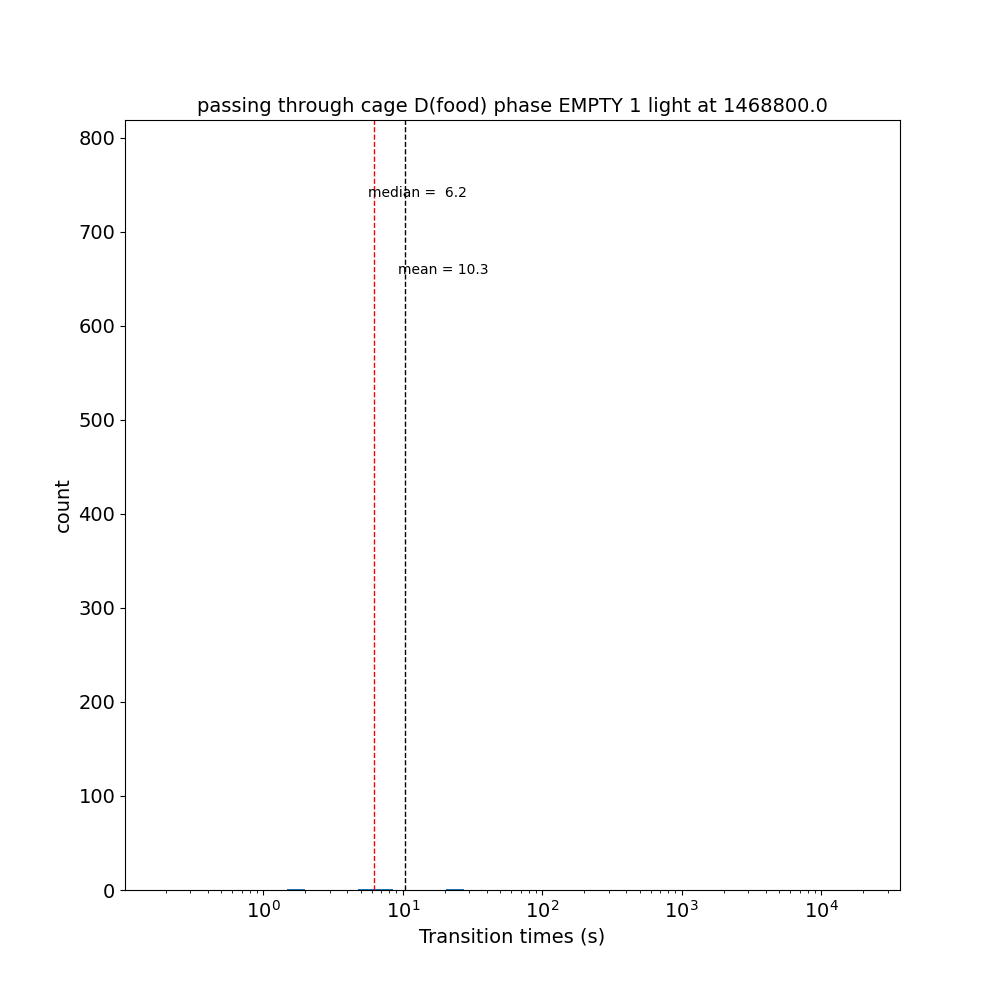 passing through cage D(food) phase EMPTY 1 light at 1468800.0
800
median =  6.2
700
mean = 10.3
600
500
count
400
300
200
100
0
10^0 10^1 10^2 10^3 10^4
Transition times (s)